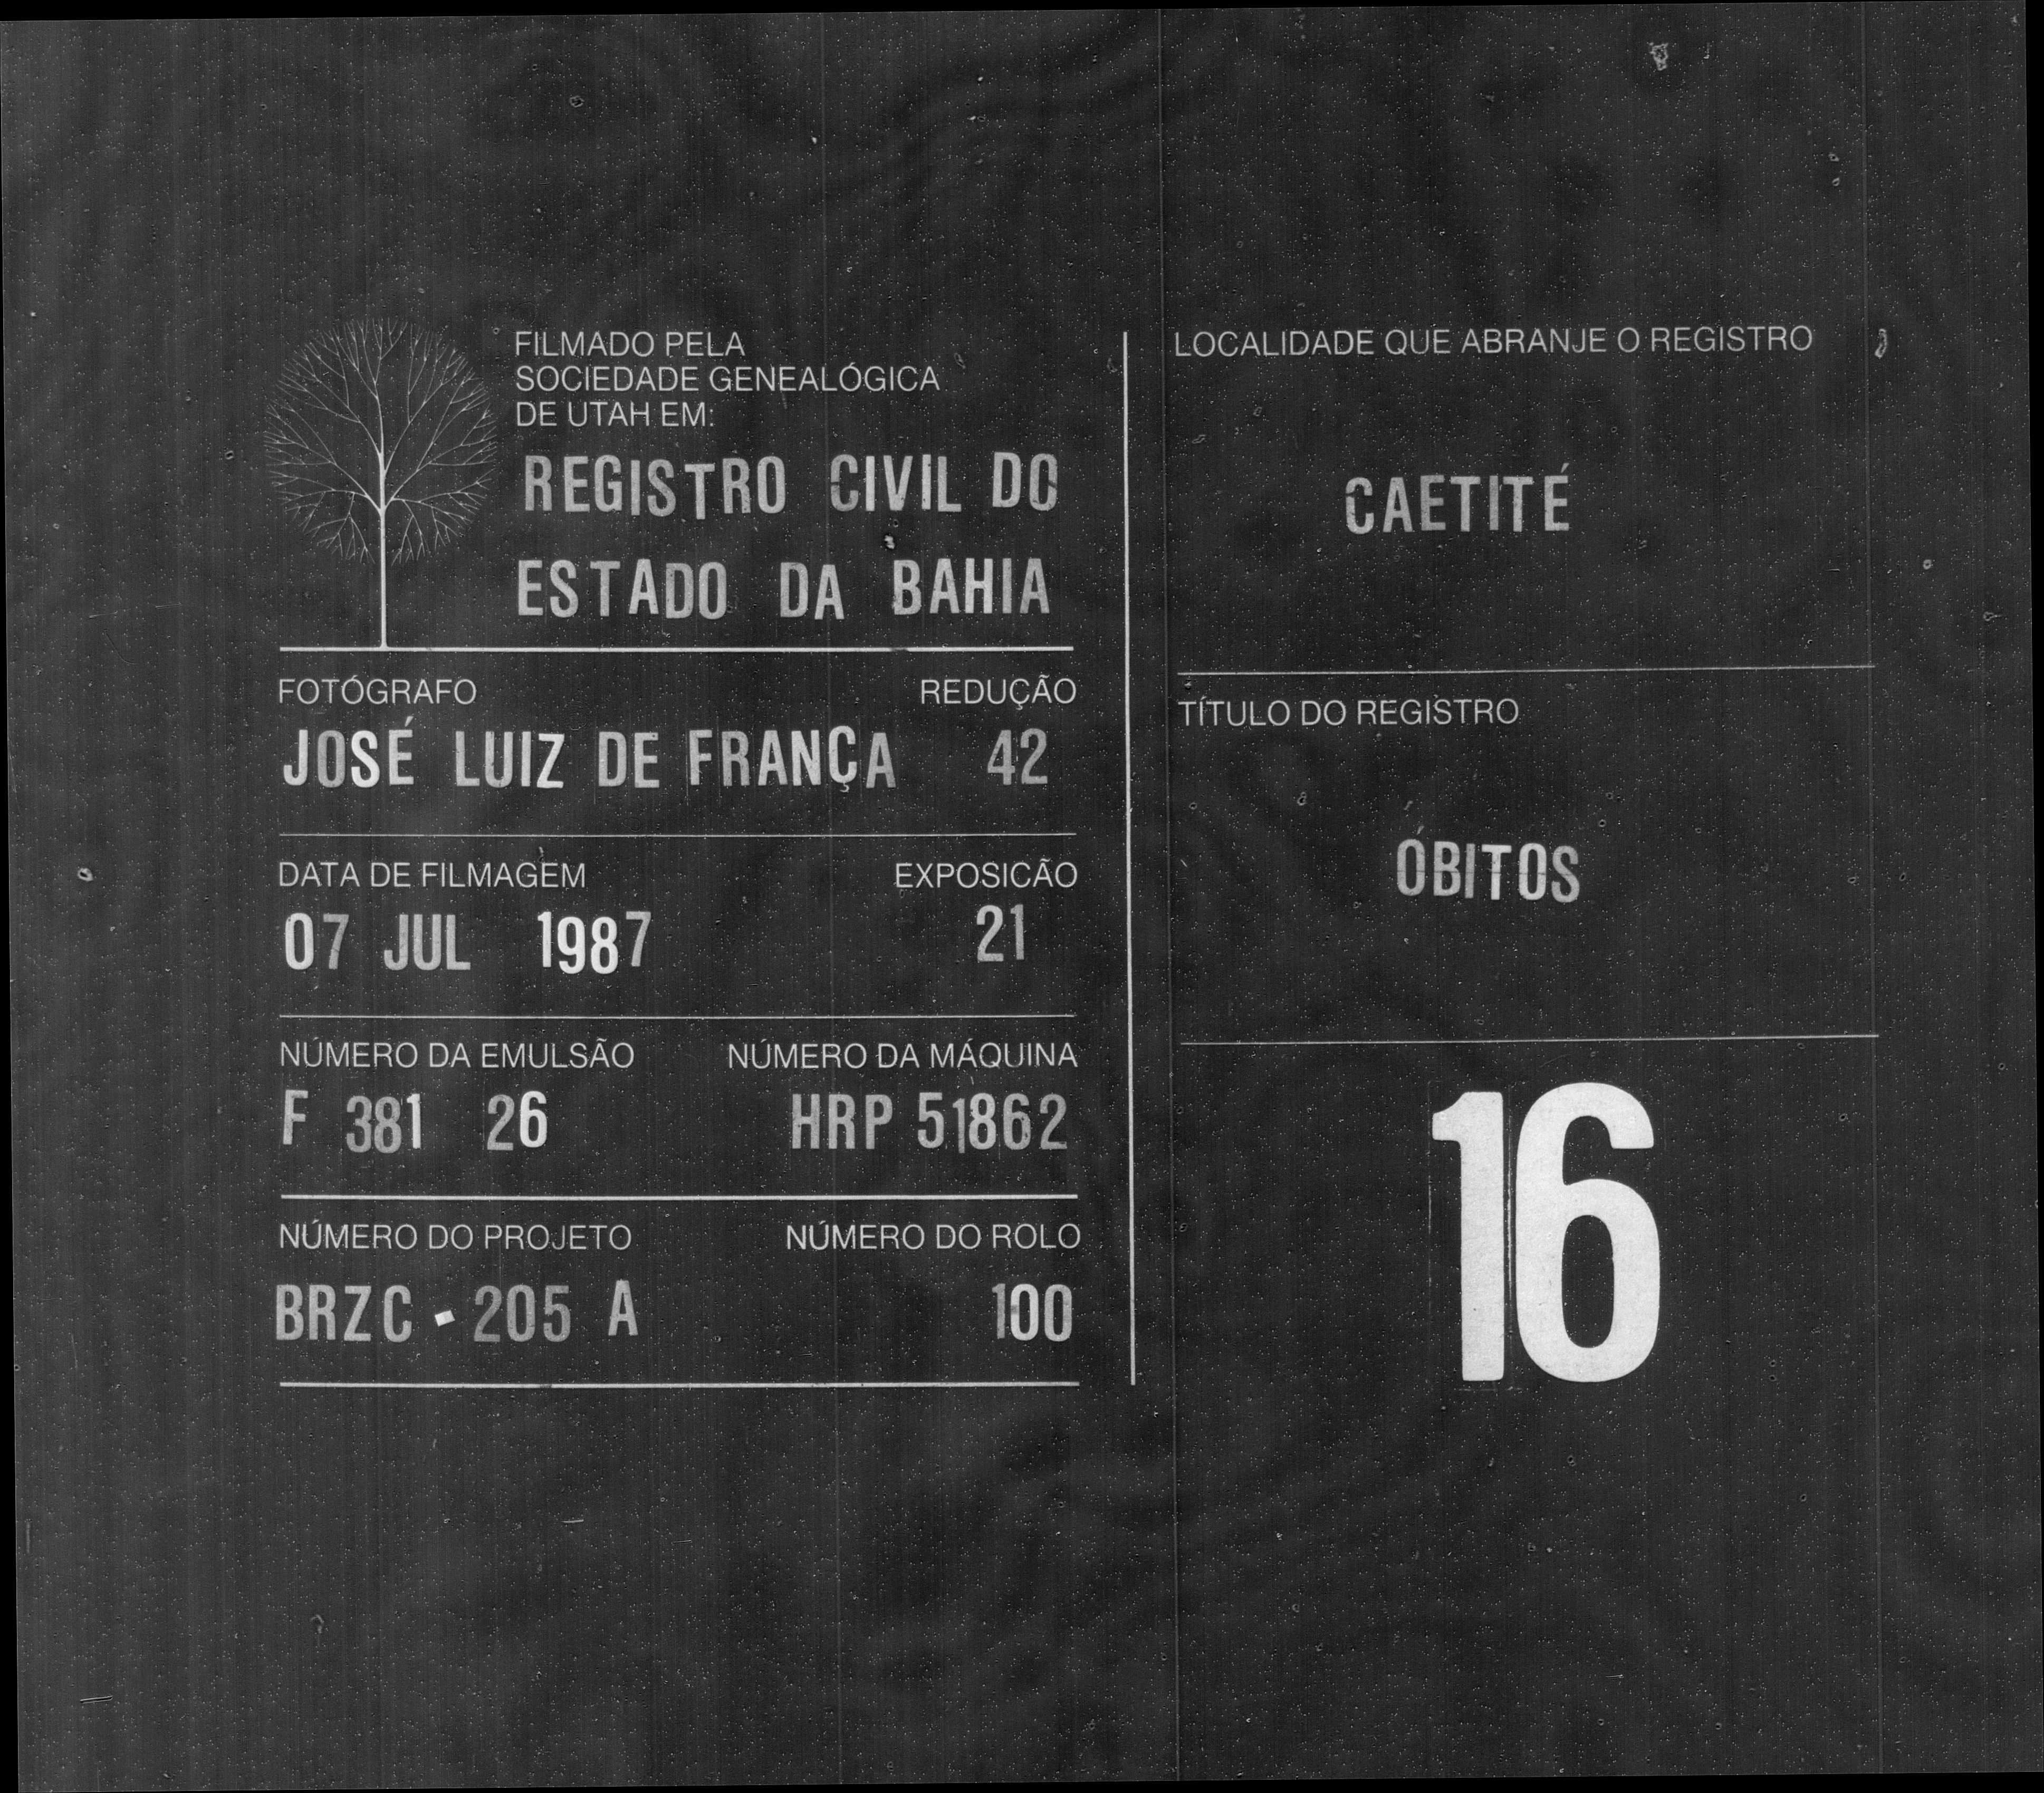 FILMADO PELA
SOCIEDADE GENEALÓGICA
DE UTAH EM:
REGISTRO CIVIL DO
ESTADO DA BAHIA
FOTÓGRAFO REDUÇÃO
JOSÉ LUIZ DE FRANÇA 42
DATA DE FILMAGEM EXPOSICÃO
07 JUL 1987 21
NÚMERO DA EMULSÃO NÚMERO DA MÁQUINA
F 381 26 HRP 51862
NÚMERO DO PROJETO NÚMERO DO ROLO
BRZC · 205 A 100
LOCALIDADE QUE ABRANJE O REGISTRO
CAETITÉ
TÍTULO DO REGISTRO
ÓBITOS
16